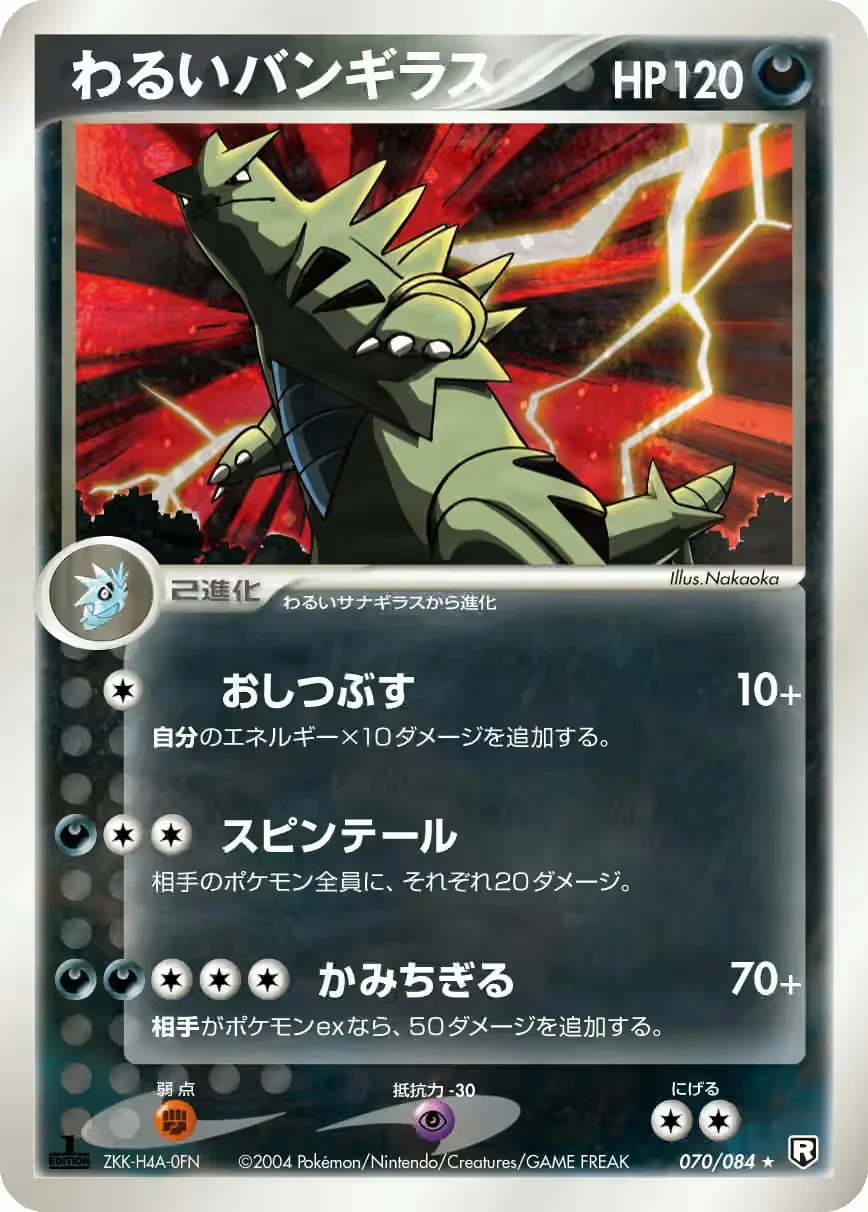 わるいバンギラス HP120
Illus.Nakaoka
2進化
わるいサナギラスから進化
おしつぶす 10+
自分のエネルギー×10ダメージを追加する。
スピンテール
相手のポケモン全員に、それぞれ20ダメージ。
かみちぎる 70+
相手がポケモンexなら、50ダメージを追加する。
弱点 抵抗力 -30 にげる
1 EDITION ZKK-H4A-0FN ©2004 Pokémon/Nintendo/Creatures/GAME FREAK 070/084 ★ R